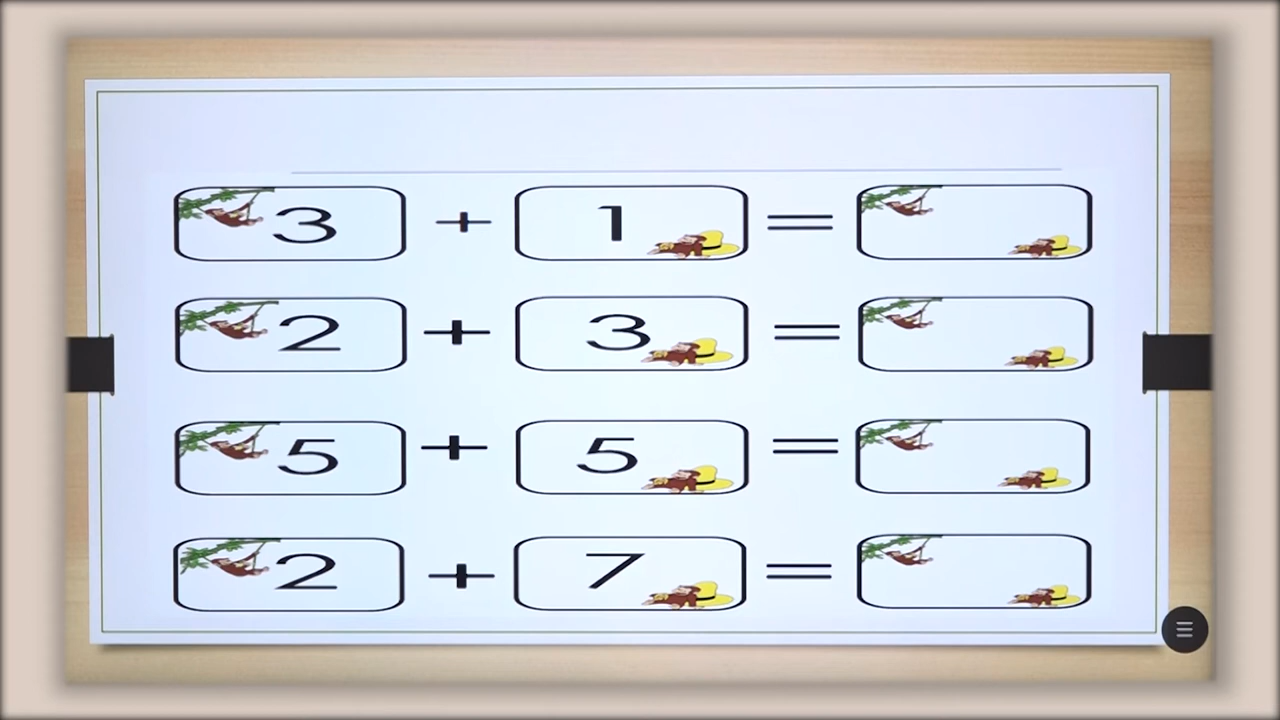 3 + 1 =
2 + 3 =
5 + 5 =
2 + 7 =